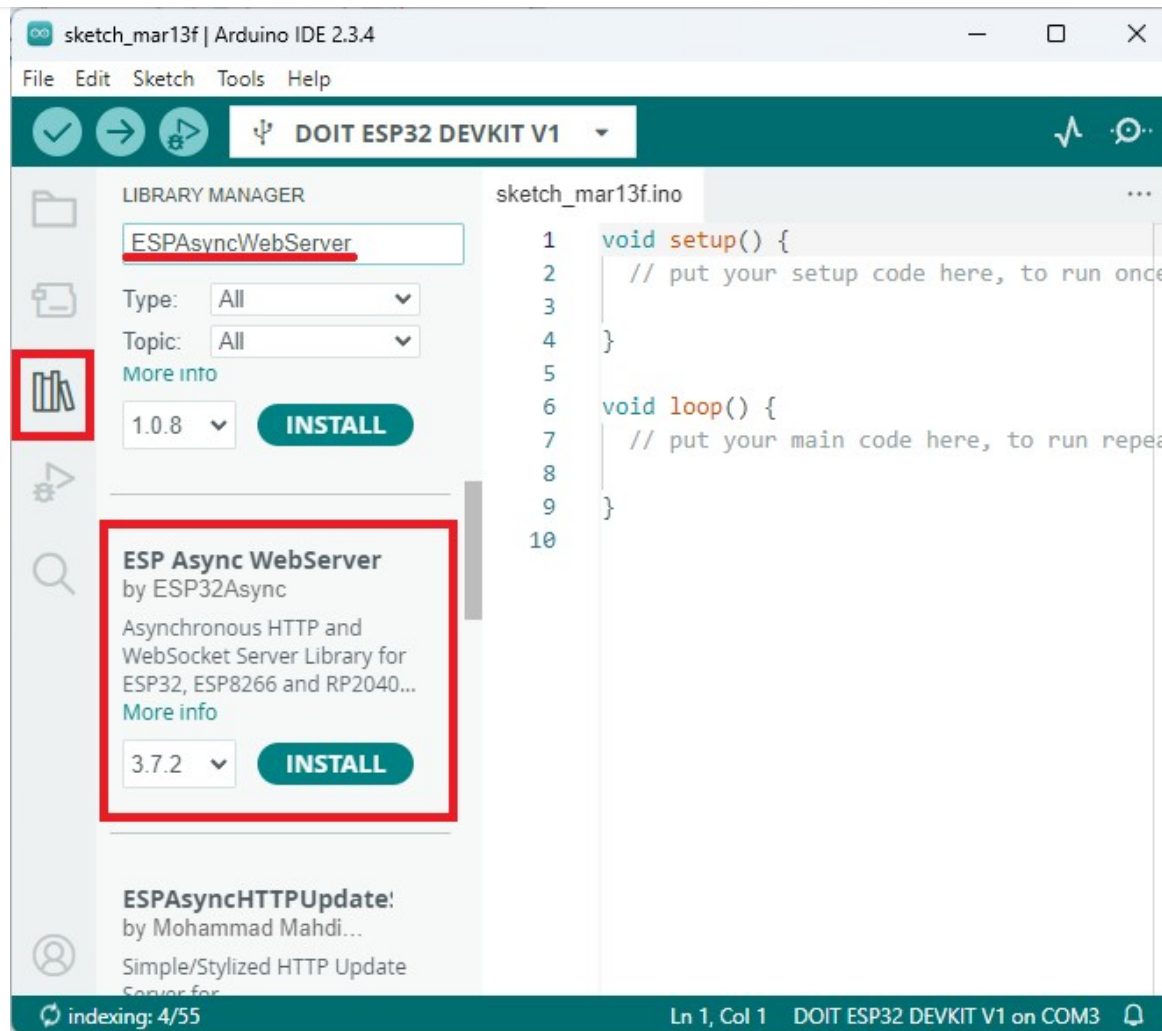 sketch_mar13f | Arduino IDE 2.3.4
File Edit Sketch Tools Help
DOIT ESP32 DEVKIT V1
LIBRARY MANAGER
ESPAsyncWebServer
Type: All
Topic: All
More info
1.0.8 INSTALL
ESP Async WebServer
by ESP32Async
Asynchronous HTTP and
WebSocket Server Library for
ESP32, ESP8266 and RP2040...
More info
3.7.2 INSTALL
ESPAsyncHTTPUpdate
by Mohammad Mahdi...
Simple/Stylized HTTP Update
Server for
sketch_mar13f.ino
...
1 void setup() {
2 // put your setup code here, to run once
3
4 }
5
6 void loop() {
7 // put your main code here, to run repea
8
9 }
10
indexing: 4/55
Ln 1, Col 1 DOIT ESP32 DEVKIT V1 on COM3